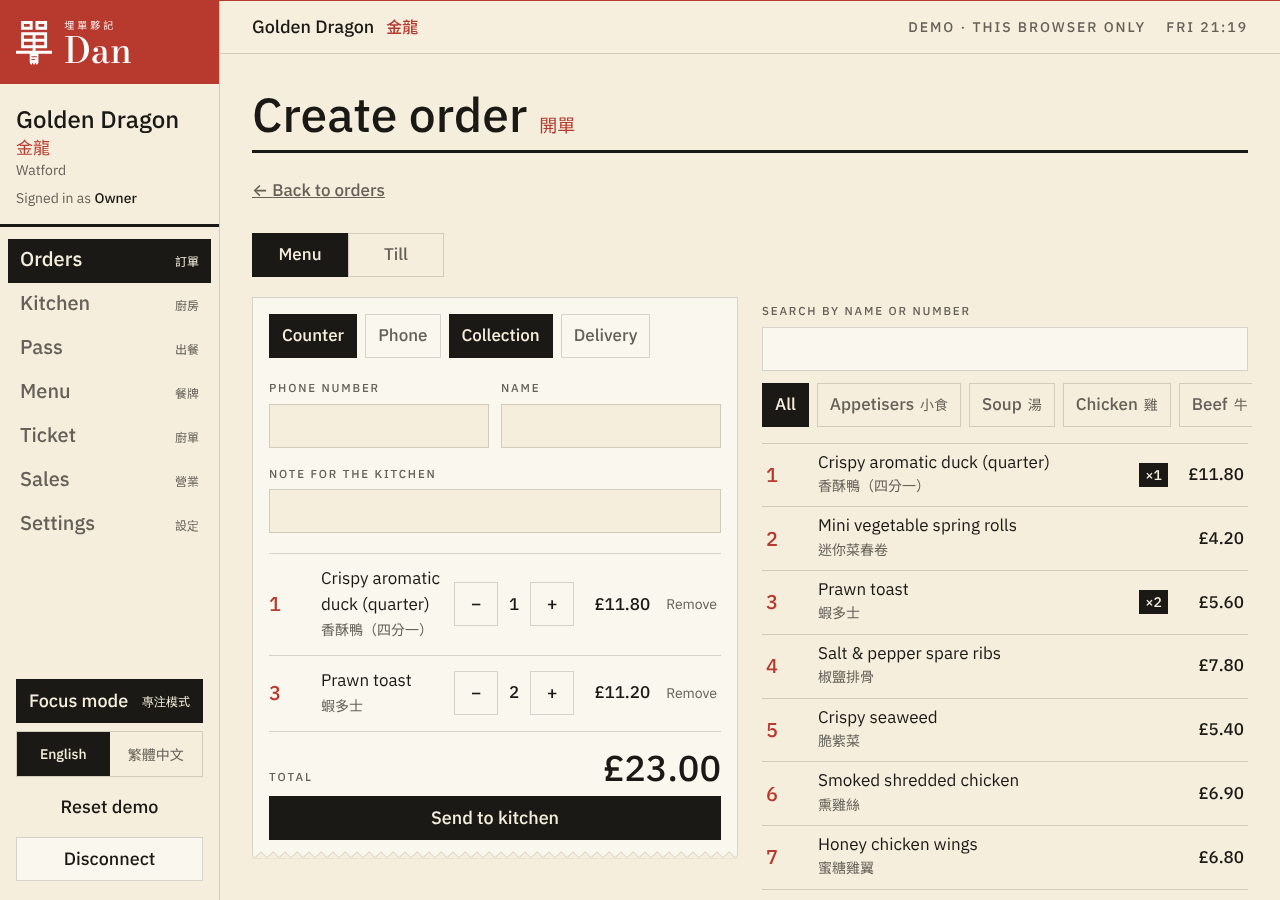 單
埋單夥記
Dan
Golden Dragon
金龍
Watford
Signed in as Owner
Orders 訂單
Kitchen 廚房
Pass 出餐
Menu 餐牌
Ticket 廚單
Sales 營業
Settings 設定
Focus mode 專注模式
English 繁體中文
Reset demo
Disconnect
Golden Dragon 金龍
DEMO · THIS BROWSER ONLY FRI 21:19
Create order 開單
← Back to orders
Menu Till
Counter Phone Collection Delivery
PHONE NUMBER NAME
NOTE FOR THE KITCHEN
1 Crispy aromatic duck (quarter) 香酥鴨（四分一） − 1 + £11.80 Remove
3 Prawn toast 蝦多士 − 2 + £11.20 Remove
TOTAL £23.00
Send to kitchen
SEARCH BY NAME OR NUMBER
All Appetisers 小食 Soup 湯 Chicken 雞 Beef 牛
1 Crispy aromatic duck (quarter) 香酥鴨（四分一） ×1 £11.80
2 Mini vegetable spring rolls 迷你菜春卷 £4.20
3 Prawn toast 蝦多士 ×2 £5.60
4 Salt & pepper spare ribs 椒鹽排骨 £7.80
5 Crispy seaweed 脆紫菜 £5.40
6 Smoked shredded chicken 熏雞絲 £6.90
7 Honey chicken wings 蜜糖雞翼 £6.80